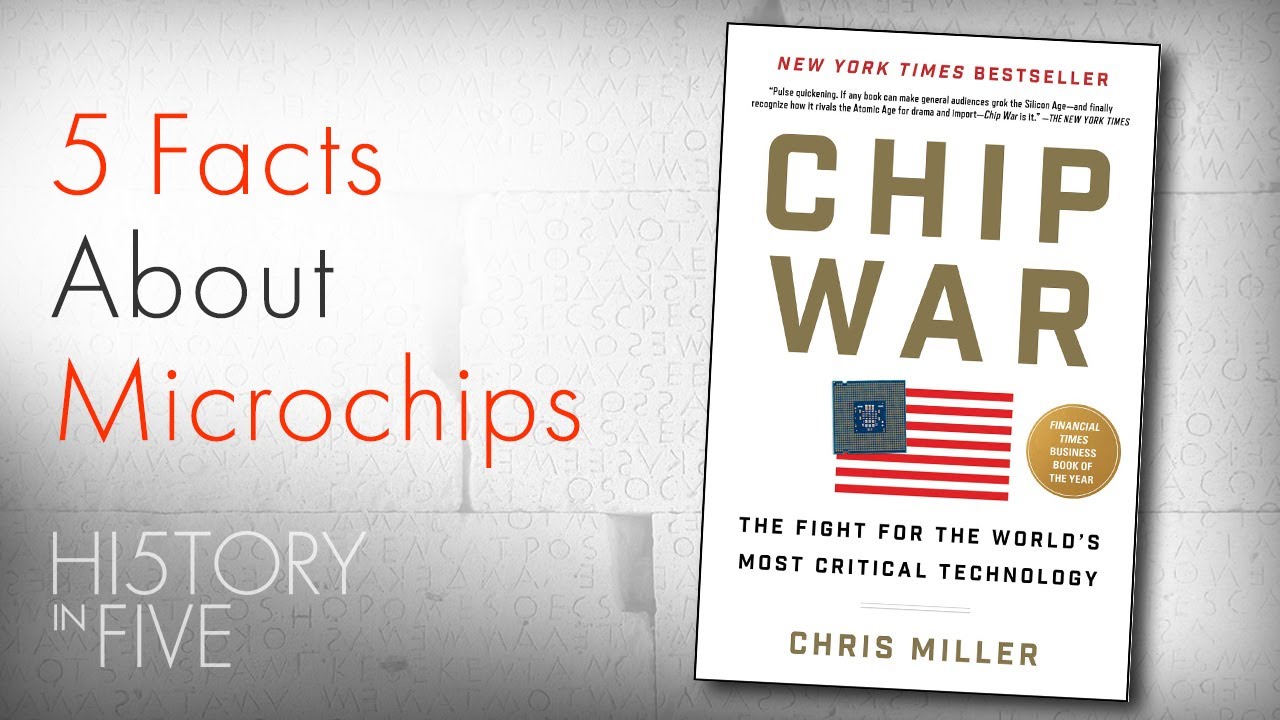 5 Facts
About
Microchips
HI5TORY
IN FIVE
NEW YORK TIMES BESTSELLER
“Pulse quickening. If any book can make general audiences grok the Silicon Age—and finally
recognize how it rivals the Atomic Age for drama and import—Chip War is it.” —THE NEW YORK TIMES
CHIP
WAR
FINANCIAL
TIMES
BUSINESS
BOOK OF
THE YEAR
THE FIGHT FOR THE WORLD’S
MOST CRITICAL TECHNOLOGY
CHRIS MILLER